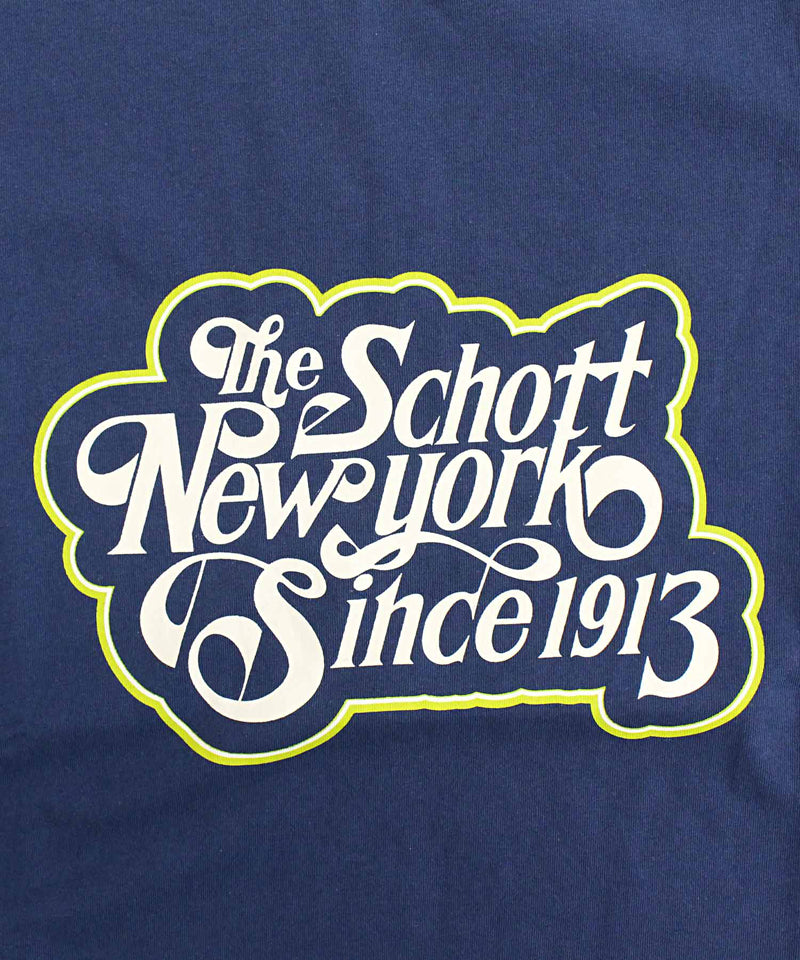 The Schott
New york
Since 1913